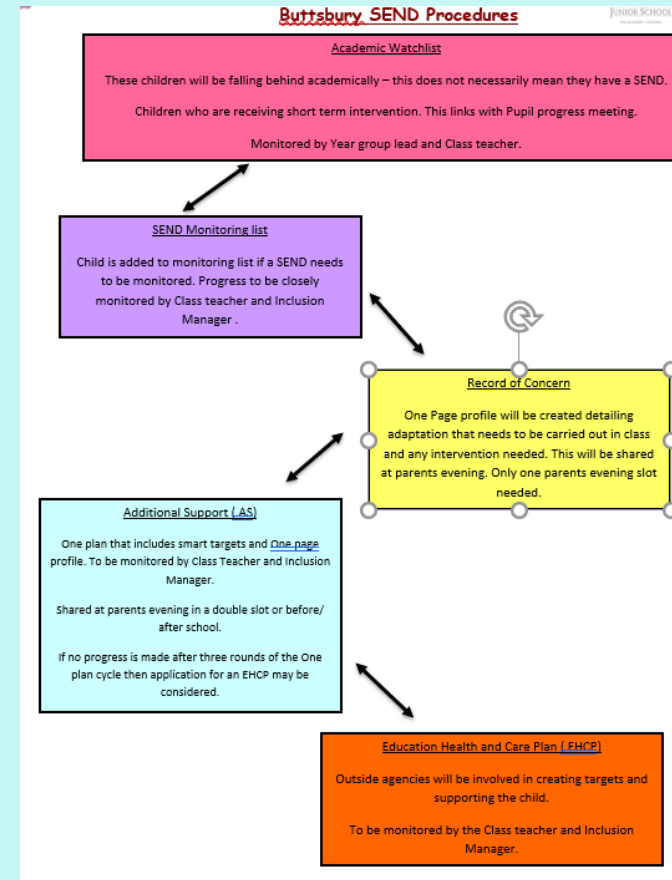 Buttsbury SEND Procedures
JUNIOR SCHOOL
Academic Watchlist
These children will be falling behind academically – this does not necessarily mean they have a SEND.
Children who are receiving short term intervention. This links with Pupil progress meeting.
Monitored by Year group lead and Class teacher.
SEND Monitoring list
Child is added to monitoring list if a SEND needs
to be monitored. Progress to be closely
monitored by Class teacher and Inclusion
Manager .
Record of Concern
One Page profile will be created detailing
adaptation that needs to be carried out in class
and any intervention needed. This will be shared
at parents evening. Only one parents evening slot
needed.
Additional Support ( AS)
One plan that includes smart targets and One page
profile. To be monitored by Class Teacher and Inclusion
Manager.
Shared at parents evening in a double slot or before/
after school.
If no progress is made after three rounds of the One
plan cycle then application for an EHCP may be
considered.
Education Health and Care Plan ( EHCP)
Outside agencies will be involved in creating targets and
supporting the child.
To be monitored by the Class teacher and Inclusion
Manager.